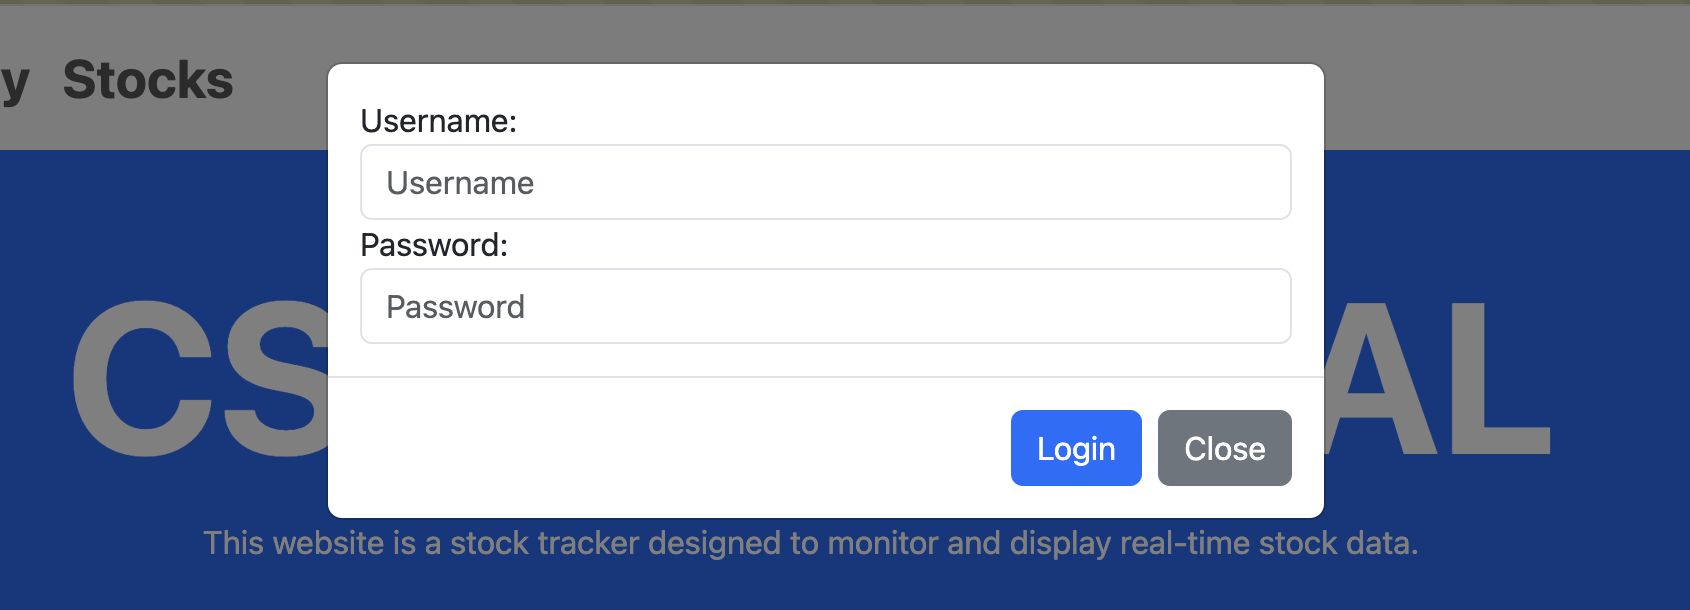 y Stocks
Username:
Username
Password:
Password
CS AL
Login Close
This website is a stock tracker designed to monitor and display real-time stock data.